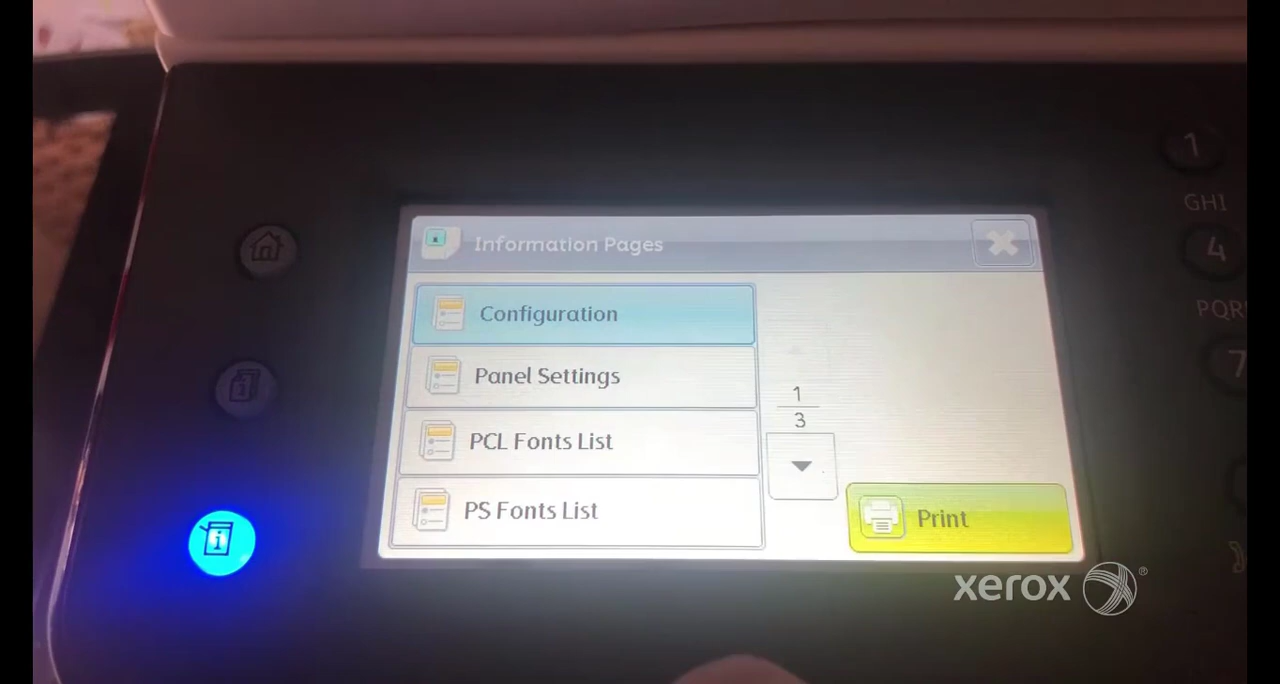 Information Pages
Configuration
Panel Settings
PCL Fonts List
PS Fonts List
1
3
Print
1
GHI
4
PQR
7
xerox ®